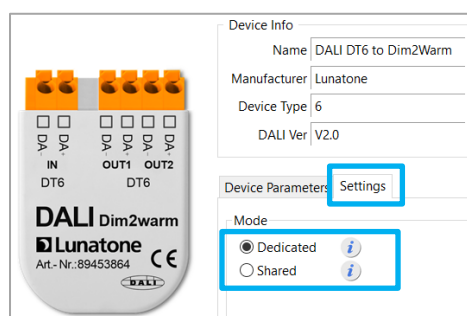 Device Info
Name DALI DT6 to Dim2Warm
Manufacturer Lunatone
Device Type 6
DALI Ver V2.0
Device Parameters Settings
Mode
Dedicated i
Shared i
DA- DA+ DA- DA+ DA- DA+
IN OUT1 OUT2
DT6 DT6
DALI Dim2warm
Lunatone
Art.- Nr.:89453864 CE
DALI